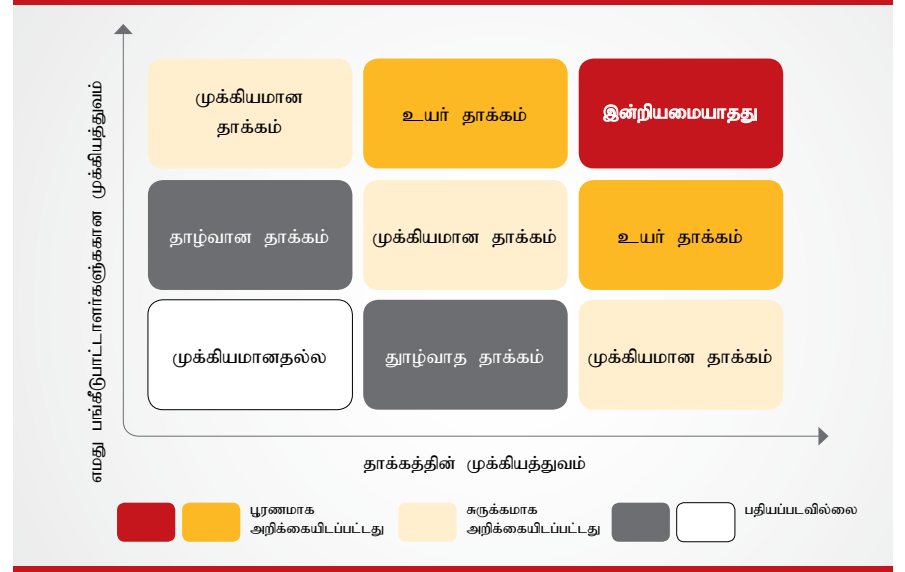 எமது பங்கீடுபாட்டாளர்களுக்கான முக்கியத்துவம்
முக்கியமான
தாக்கம்
உயர் தாக்கம்
இன்றியமையாதது
தாழ்வான தாக்கம்
முக்கியமான தாக்கம்
உயர் தாக்கம்
முக்கியமானதல்ல
துாழ்வாத தாக்கம்
முக்கியமான தாக்கம்
தாக்கத்தின் முக்கியத்துவம்
பூரணமாக
அறிக்கையிடப்பட்டது
சுருக்கமாக
அறிக்கையிடப்பட்டது
பதியப்படவில்லை